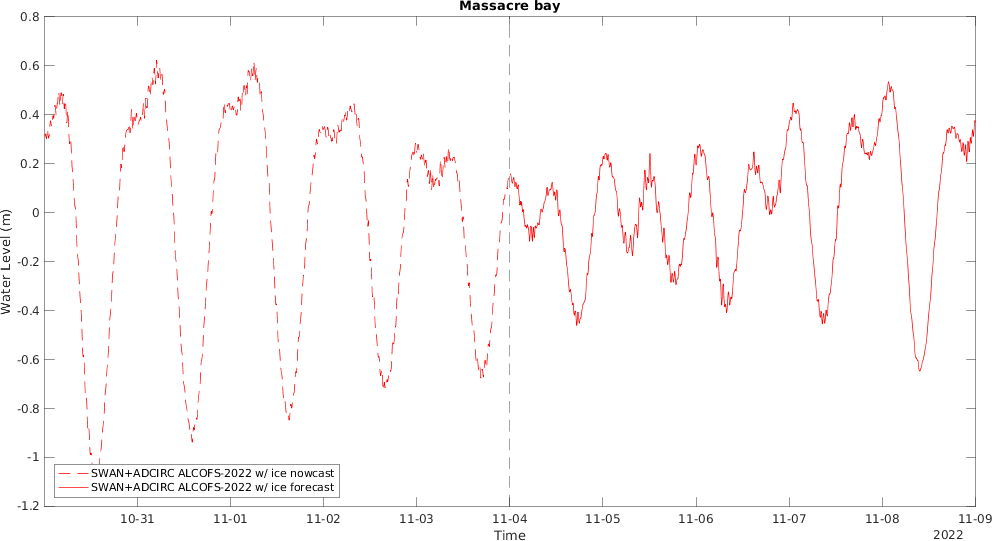 Massacre bay
0.8
0.6
0.4
0.2
0
-0.2
-0.4
-0.6
-0.8
-1
-1.2
Water Level (m)
SWAN+ADCIRC ALCOFS-2022 w/ ice nowcast
SWAN+ADCIRC ALCOFS-2022 w/ ice forecast
10-31 11-01 11-02 11-03 11-04 11-05 11-06 11-07 11-08 11-09
Time
2022